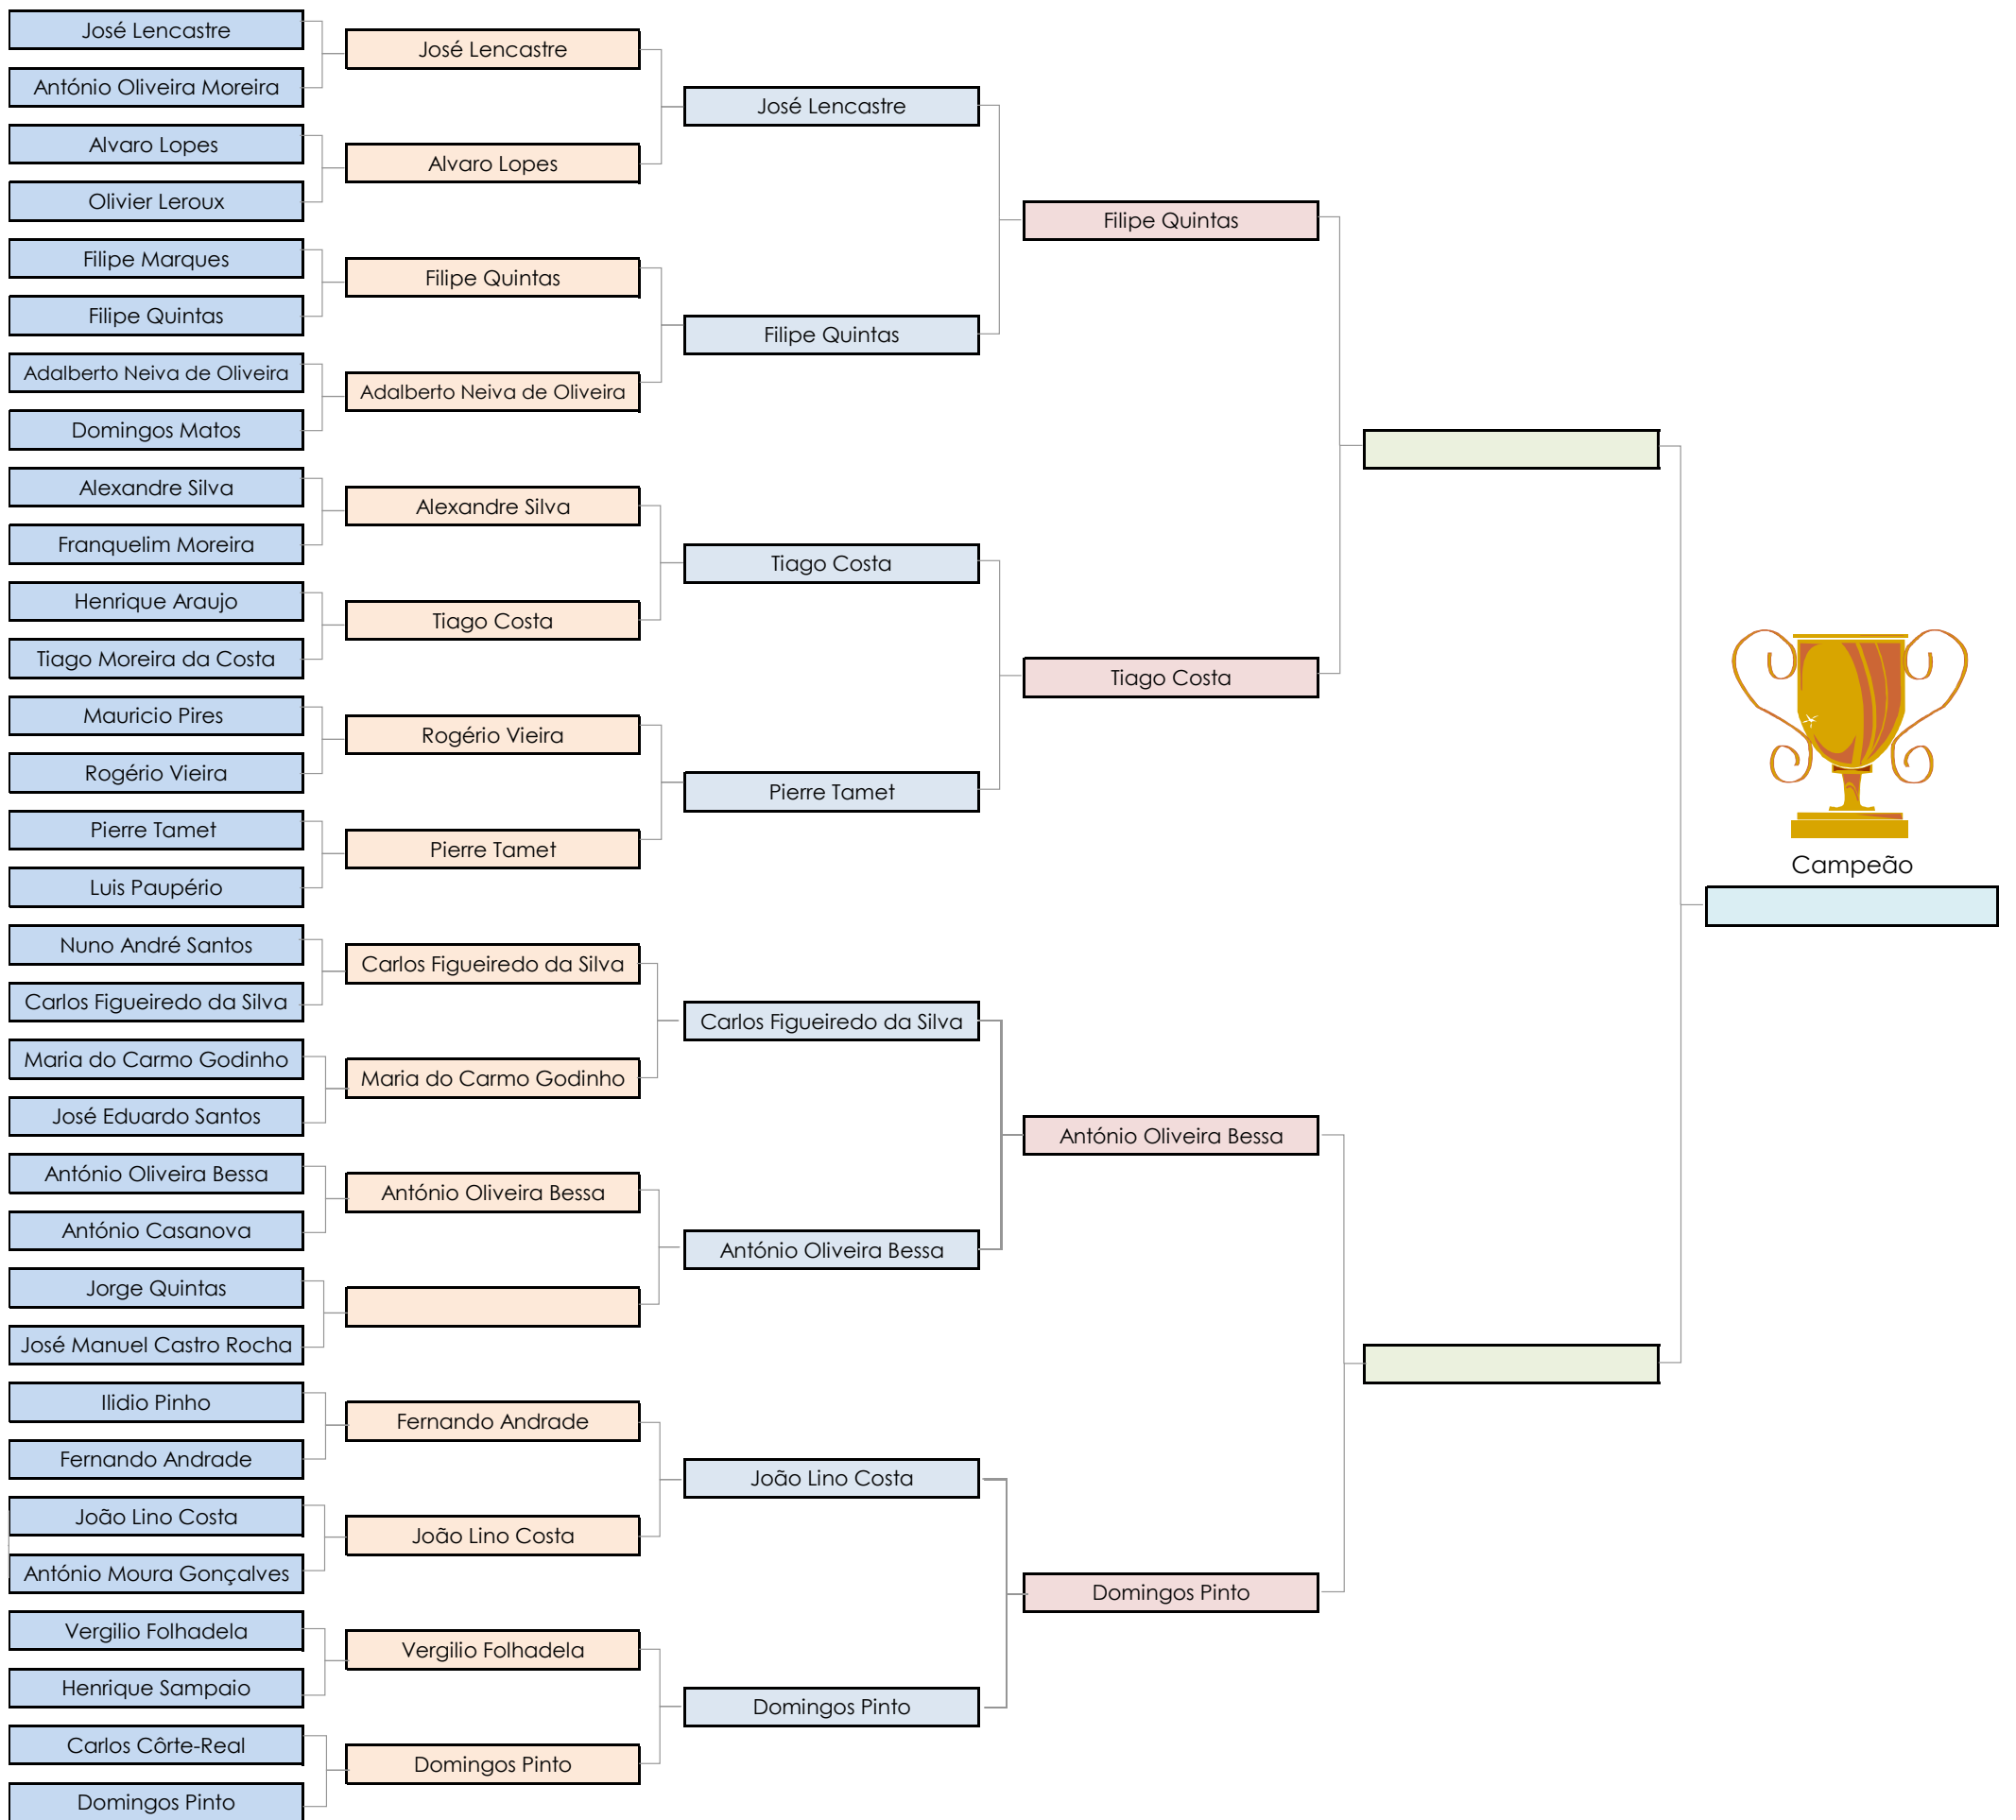 José Lencastre
António Oliveira Moreira
Alvaro Lopes
Olivier Leroux
Filipe Marques
Filipe Quintas
Adalberto Neiva de Oliveira
Domingos Matos
Alexandre Silva
Franquelim Moreira
Henrique Araujo
Tiago Moreira da Costa
Mauricio Pires
Rogério Vieira
Pierre Tamet
Luis Paupério
Nuno André Santos
Carlos Figueiredo da Silva
Maria do Carmo Godinho
José Eduardo Santos
António Oliveira Bessa
António Casanova
Jorge Quintas
José Manuel Castro Rocha
Ilidio Pinho
Fernando Andrade
João Lino Costa
António Moura Gonçalves
Vergilio Folhadela
Henrique Sampaio
Carlos Côrte-Real
Domingos Pinto
José Lencastre
Alvaro Lopes
Filipe Quintas
Adalberto Neiva de Oliveira
Alexandre Silva
Tiago Costa
Rogério Vieira
Pierre Tamet
Carlos Figueiredo da Silva
Maria do Carmo Godinho
António Oliveira Bessa
Fernando Andrade
João Lino Costa
Vergilio Folhadela
Domingos Pinto
José Lencastre
Filipe Quintas
Tiago Costa
Pierre Tamet
Carlos Figueiredo da Silva
António Oliveira Bessa
João Lino Costa
Domingos Pinto
Filipe Quintas
Tiago Costa
António Oliveira Bessa
Domingos Pinto
Campeão